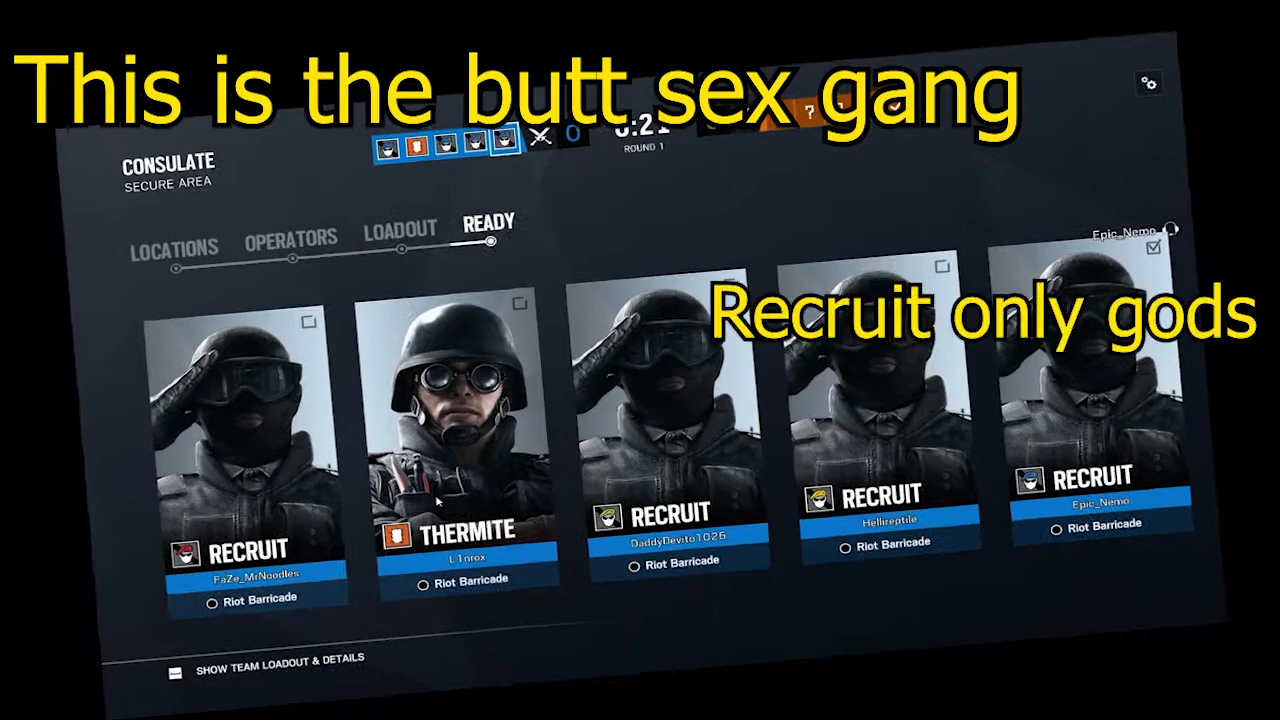 This is the butt sex gang
CONSULATE
SECURE AREA
0
ROUND 1
LOCATIONS
OPERATORS
LOADOUT
READY
Epic_Nemo
Recruit only gods
RECRUIT
FaZe_MrNoodles
Riot Barricade
THERMITE
L1nrox
Riot Barricade
RECRUIT
DaddyDevito1026
Riot Barricade
RECRUIT
Hellireptile
Riot Barricade
RECRUIT
Epic_Nemo
Riot Barricade
SHOW TEAM LOADOUT & DETAILS